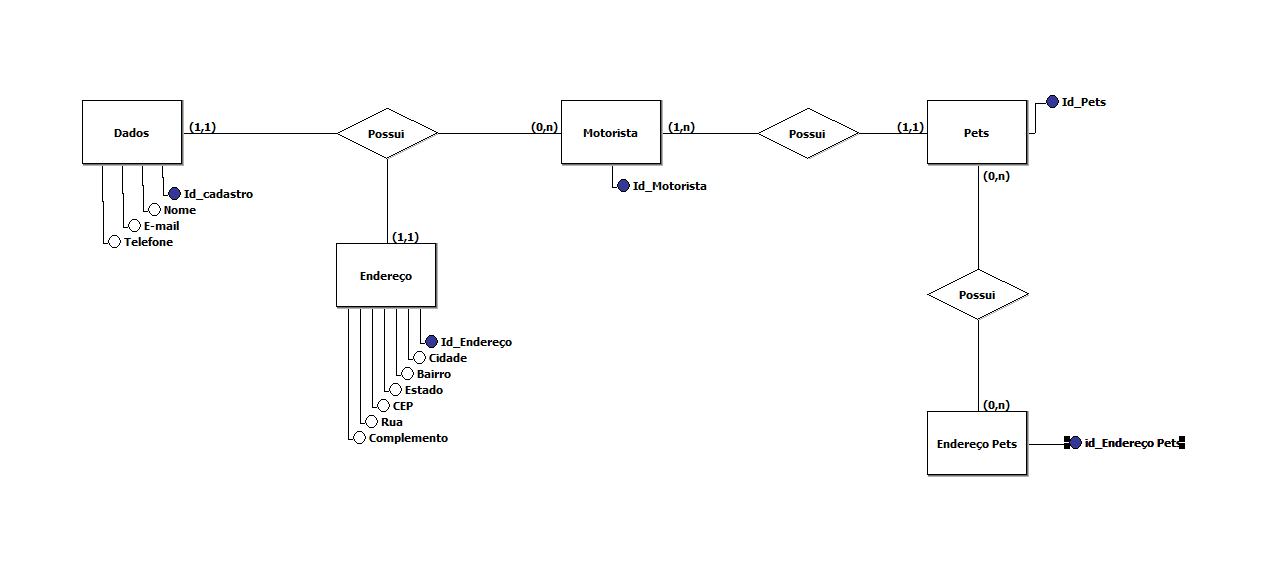 Dados
(1,1)
Possui
(0,n)
Motorista
(1,n)
Possui
(1,1)
Pets
Id_Pets
Id_cadastro
Nome
E-mail
Telefone
Id_Motorista
(0,n)
(1,1)
Endereço
Possui
Id_Endereço
Cidade
Bairro
Estado
CEP
Rua
Complemento
(0,n)
Endereço Pets
id_Endereço Pets